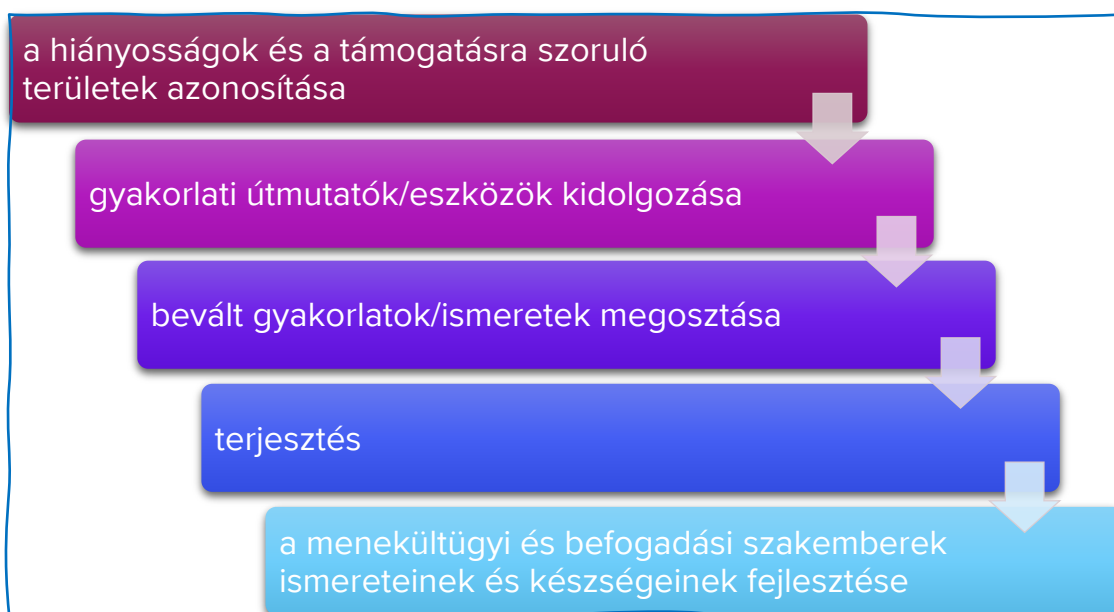 a hiányosságok és a támogatásra szoruló
területek azonosítása
gyakorlati útmutatók/eszközök kidolgozása
bevált gyakorlatok/ismeretek megosztása
terjesztés
a menekültügyi és befogadási szakemberek
ismereteinek és készségeinek fejlesztése